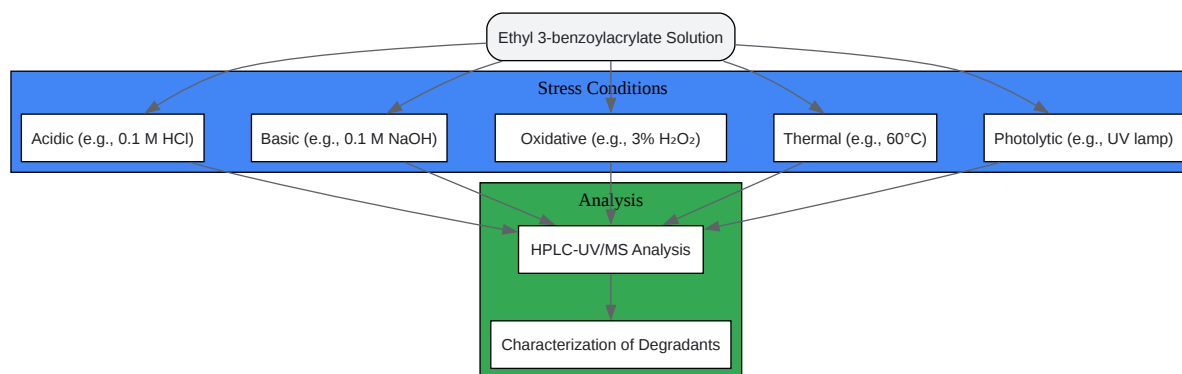 Ethyl 3-benzoylacrylate Solution
Stress Conditions
Acidic (e.g., 0.1 M HCl)
Basic (e.g., 0.1 M NaOH)
Oxidative (e.g., 3% H₂O₂)
Thermal (e.g., 60°C)
Photolytic (e.g., UV lamp)
Analysis
HPLC-UV/MS Analysis
Characterization of Degradants